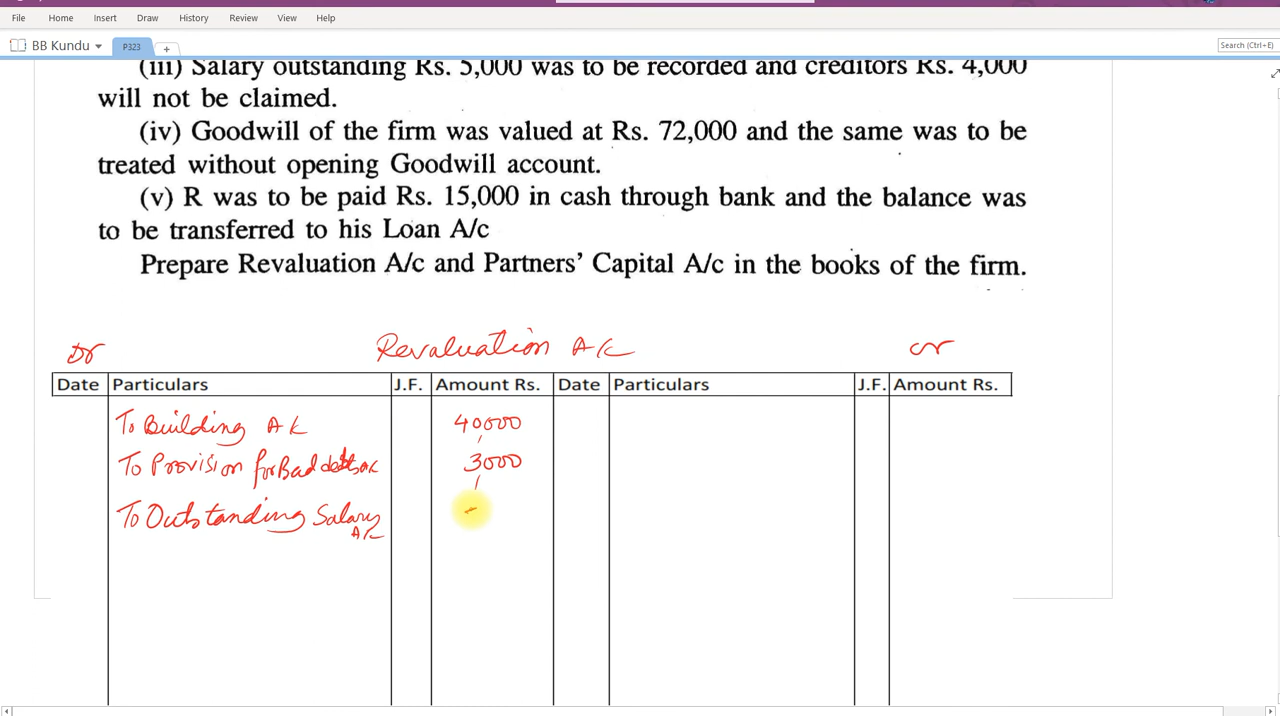 File Home Insert Draw History Review View Help
BB Kundu P323 Search (Ctrl+E)
(iii) Salary outstanding Rs. 5,000 was to be recorded and creditors Rs. 4,000
will not be claimed.
(iv) Goodwill of the firm was valued at Rs. 72,000 and the same was to be
treated without opening Goodwill account.
(v) R was to be paid Rs. 15,000 in cash through bank and the balance was
to be transferred to his Loan A/c
Prepare Revaluation A/c and Partners' Capital A/c in the books of the firm.
Dr Revaluation A/C Cr
Date Particulars J.F. Amount Rs. Date Particulars J.F. Amount Rs.
To Building A/c 40,000
To Provision for Bad debts A/c 3,000
To Outstanding Salary
A/C